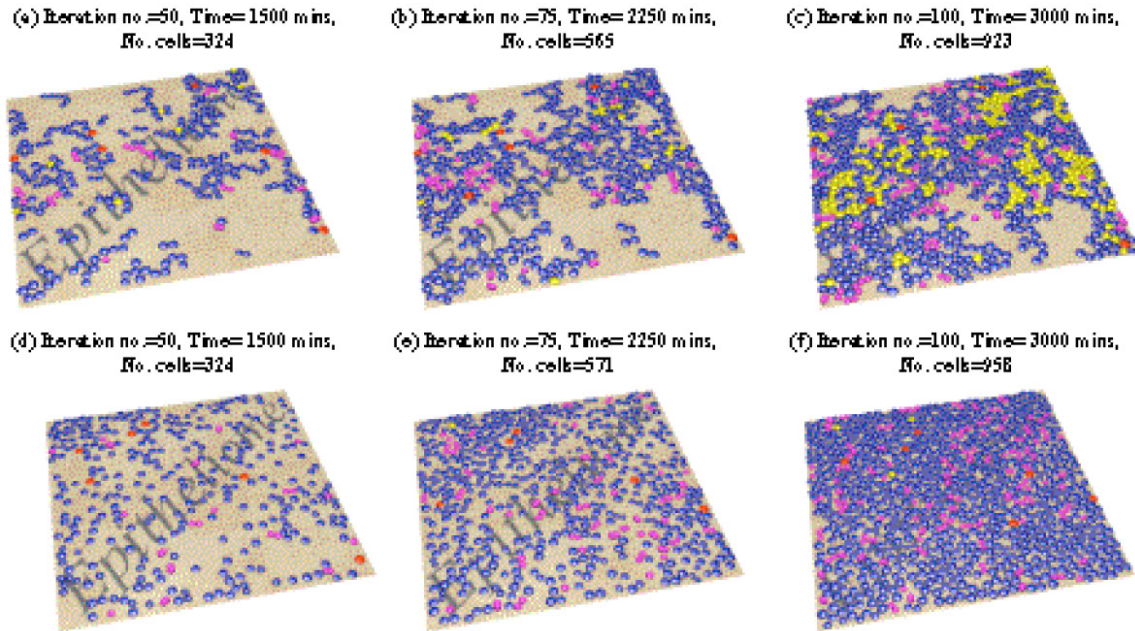 (a) Iteration no.=50, Time= 1500 mins,
No. cells=324
(b) Iteration no.=75, Time= 2250 mins,
No. cells=565
(c) Iteration no.=100, Time= 3000 mins,
No. cells=923
(d) Iteration no.=50, Time= 1500 mins,
No. cells=324
(e) Iteration no.=75, Time= 2250 mins,
No. cells=571
(f) Iteration no.=100, Time= 3000 mins,
No. cells=958
Epitheliome